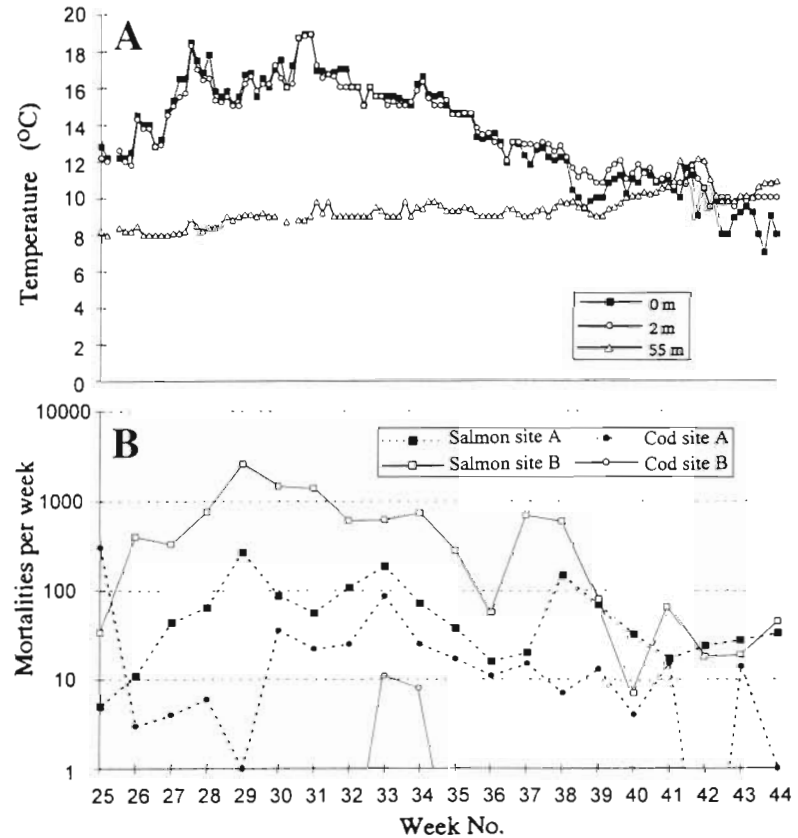 A
Temperature (°C)
20
18
16
14
12
10
8
6
4
2
0
0 m
2 m
55 m
B
Mortalities per week
10000
1000
100
10
1
Salmon site A
Cod site A
Salmon site B
Cod site B
25 26 27 28 29 30 31 32 33 34 35 36 37 38 39 40 41 42 43 44
Week No.